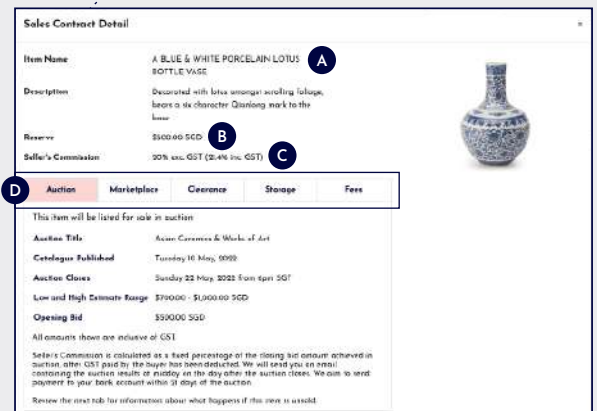 Sales Contract Detail
×
Item Name
A BLUE & WHITE PORCELAIN LOTUS
BOTTLE VASE
A
Description
Decorated with lotus amongst scrolling foliage,
bears a six character Qianlong mark to the
base
Reserve
$500.00 SGD
B
Seller's Commission
20% exc. GST (21.4% inc. GST)
C
D
Auction
Marketplace
Clearance
Storage
Fees
This item will be listed for sale in auction
Auction Title
Asian Ceramics & Works of Art
Catalogue Published
Tuesday 10 May, 2022
Auction Closes
Sunday 22 May, 2022 from 6pm SGT
Low and High Estimate Range
$700.00 - $1,000.00 SGD
Opening Bid
$500.00 SGD
All amounts shown are inclusive of GST.
Seller's Commission is calculated as a fixed percentage of the closing bid amount achieved in
auction, after GST paid by the buyer has been deducted. We will send you an email
containing the auction results at midday on the day after the auction closes. We aim to send
payment to your bank account within 21 days of the auction.
Review the next tab for information about what happens if this item is unsold.